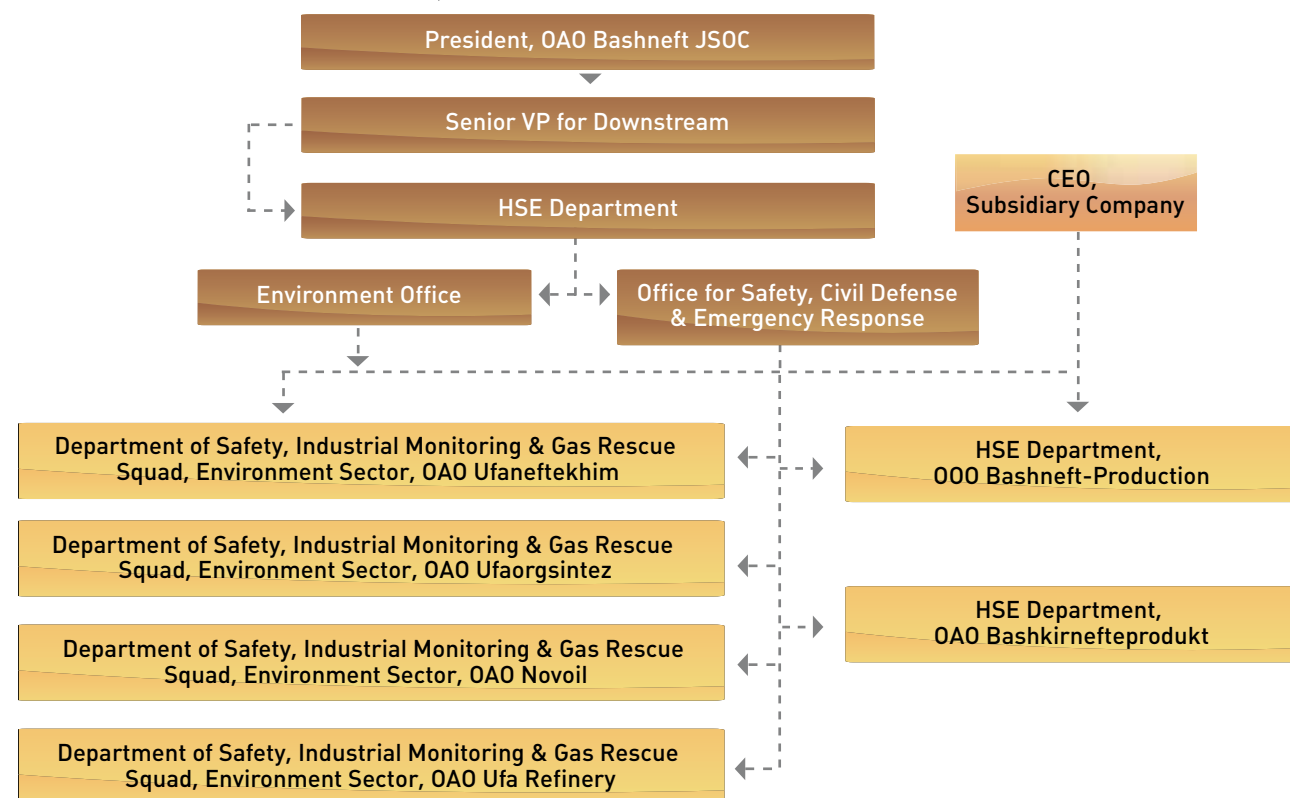 President, OAO Bashneft JSOC
Senior VP for Downstream
HSE Department
CEO,
Subsidiary Company
Environment Office
Office for Safety, Civil Defense
& Emergency Response
Department of Safety, Industrial Monitoring & Gas Rescue
Squad, Environment Sector, OAO Ufaneftekhim
HSE Department,
OOO Bashneft-Production
Department of Safety, Industrial Monitoring & Gas Rescue
Squad, Environment Sector, OAO Ufaorgsintez
HSE Department,
OAO Bashkirnefteprodukt
Department of Safety, Industrial Monitoring & Gas Rescue
Squad, Environment Sector, OAO Novoil
Department of Safety, Industrial Monitoring & Gas Rescue
Squad, Environment Sector, OAO Ufa Refinery